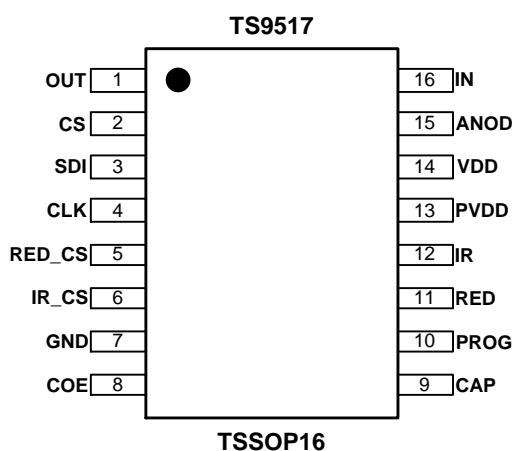 TS9517
OUT 1 16 IN
CS 2 15 ANOD
SDI 3 14 VDD
CLK 4 13 PVDD
RED_CS 5 12 IR
IR_CS 6 11 RED
GND 7 10 PROG
COE 8 9 CAP
TSSOP16